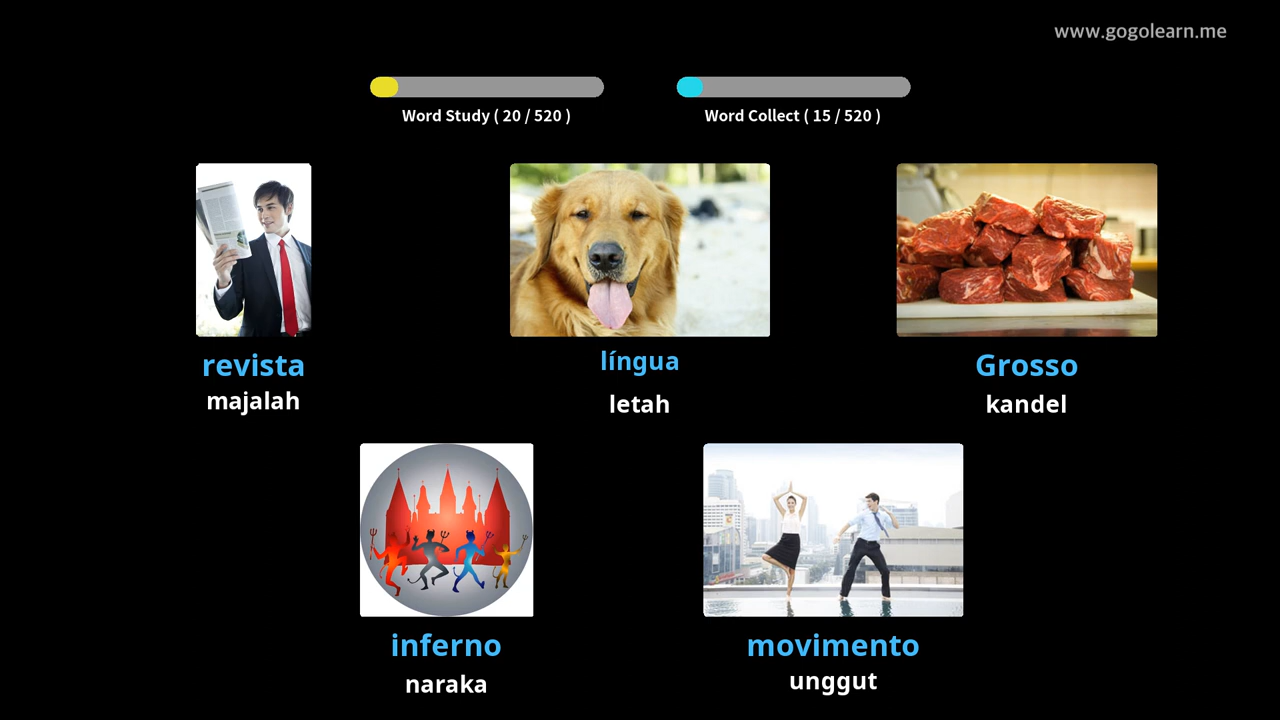 www.gogolearn.me
Word Study ( 20 / 520 )
Word Collect ( 15 / 520 )
revista
majalah
língua
letah
Grosso
kandel
inferno
naraka
movimento
unggut